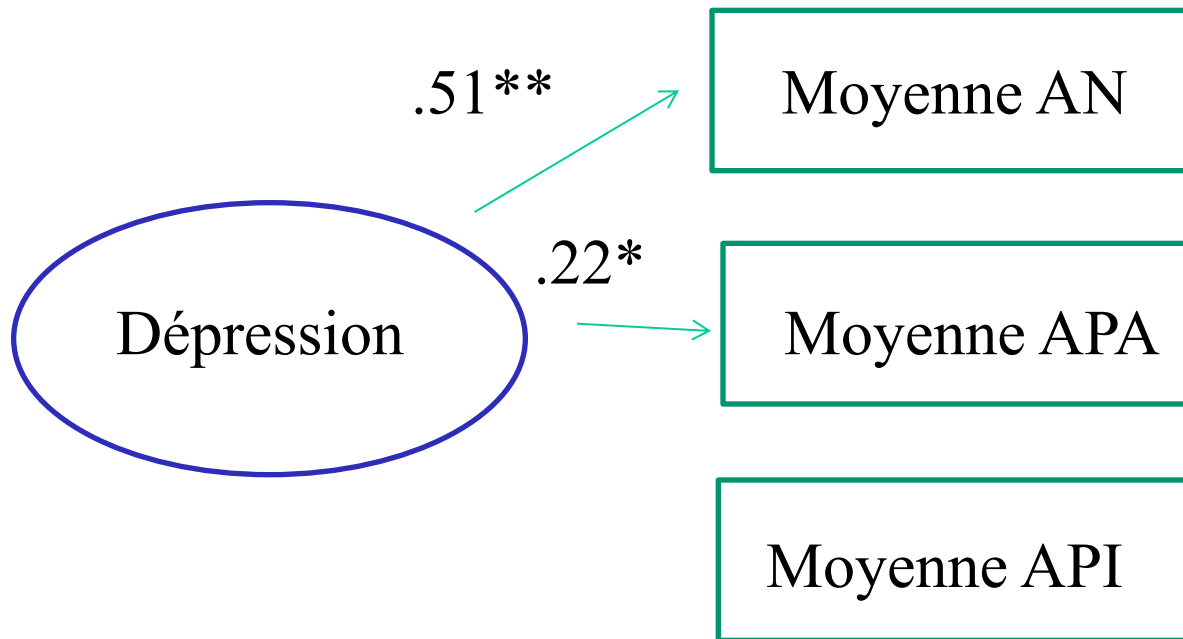 .51**
Moyenne AN
.22*
Dépression
Moyenne APA
Moyenne API